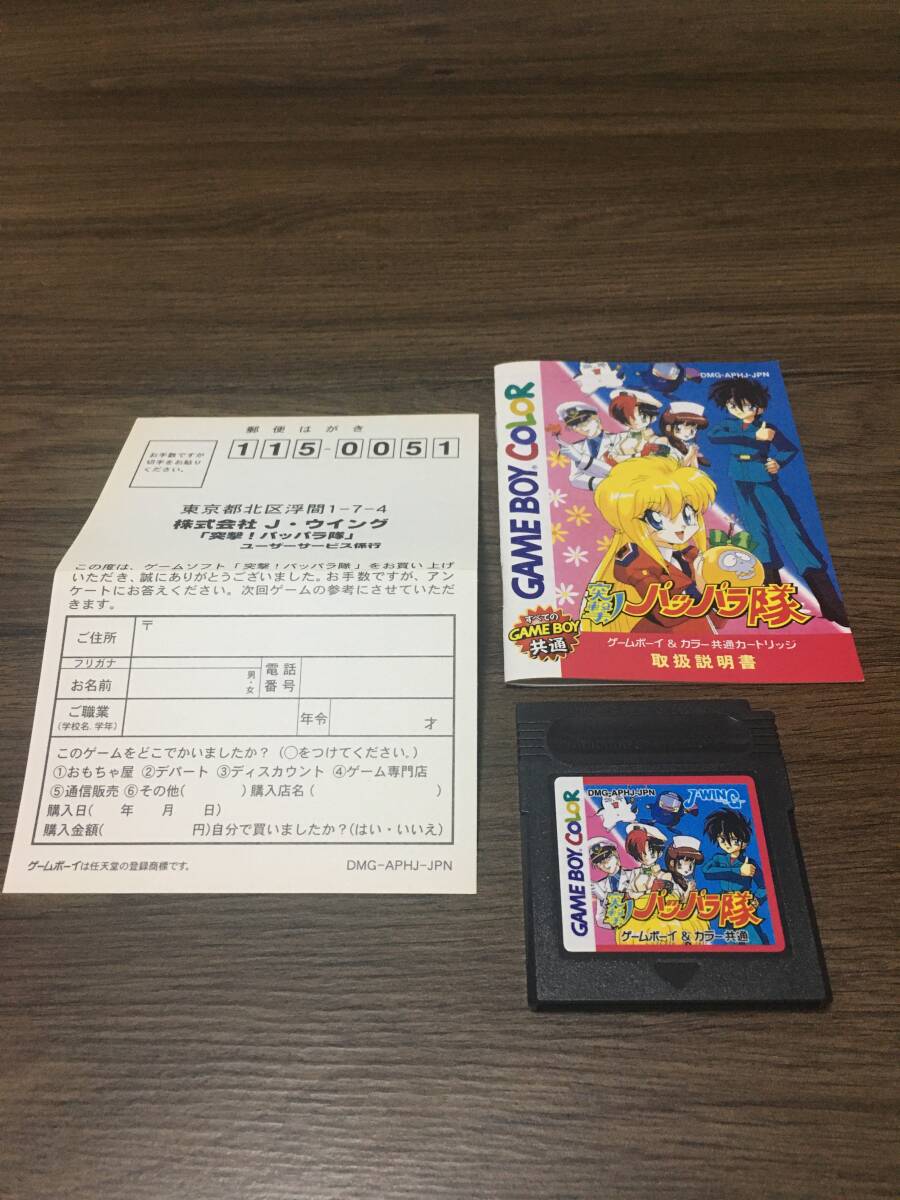 郵便はがき
お手数ですが
切手をお貼り
ください。
115-0051
東京都北区浮間1-7-4
株式会社 J・ウイング
「突撃!パッパラ隊」
ユーザーサービス係行
この度は、ゲームソフト「突撃!パッパラ隊」をお買い上げ
いただき、誠にありがとうございました。お手数ですが、アン
ケートにお答えください。次回ゲームの参考にさせていただ
きます。
ご住所
〒
フリガナ
お名前
男・女
電話
番号
ご職業
(学校名.学年)
年令
才
このゲームをどこでかいましたか? (○をつけてください.)
①おもちゃ屋 ②デパート ③ディスカウント ④ゲーム専門店
⑤通信販売 ⑥その他( ) 購入店名 ( )
購入日( 年 月 日)
購入金額( 円)自分で買いましたか?(はい・いいえ)
ゲームボーイは任天堂の登録商標です。
DMG-APHJ-JPN
DMG-APHJ-JPN
GAME BOY COLOR
突撃!パッパラ隊
すべての
GAME BOY
共通
ゲームボーイ & カラー共通カートリッジ
取扱説明書
DMG-APHJ-JPN
J-WING
GAME BOY COLOR
突撃!パッパラ隊
ゲームボーイ & カラー共通